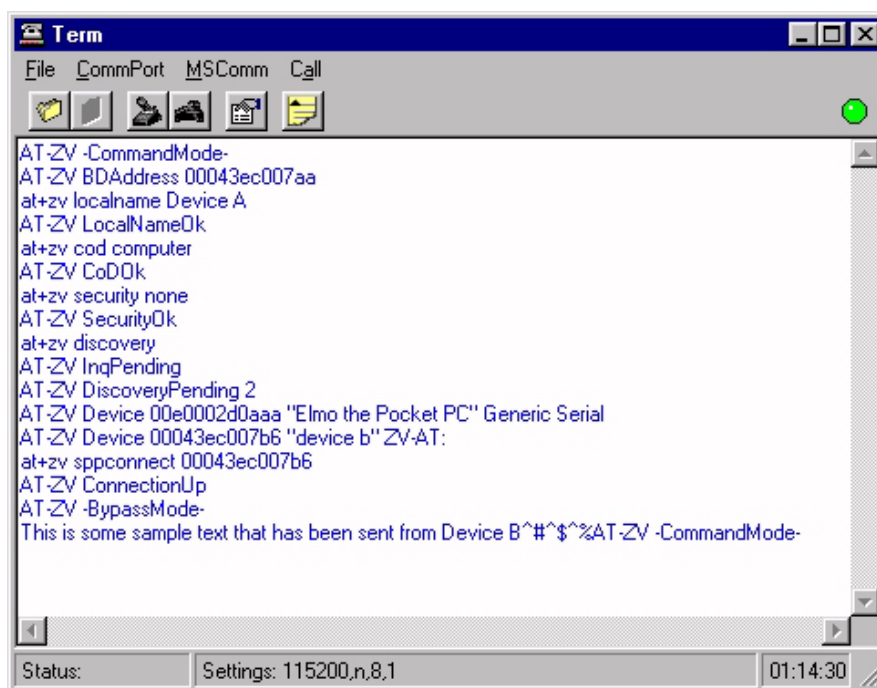 Term
File CommPort MSComm Call
AT-ZV -CommandMode-
AT-ZV BDAddress 00043ec007aa
at+zv localname Device A
AT-ZV LocalNameOk
at+zv cod computer
AT-ZV CoDOk
at+zv security none
AT-ZV SecurityOk
at+zv discovery
AT-ZV InqPending
AT-ZV DiscoveryPending 2
AT-ZV Device 00e0002d0aaa "Elmo the Pocket PC" Generic Serial
AT-ZV Device 00043ec007b6 "device b" ZV-AT:
at+zv sppconnect 00043ec007b6
AT-ZV ConnectionUp
AT-ZV -BypassMode-
This is some sample text that has been sent from Device B^#^$^%AT-ZV -CommandMode-
Status: Settings: 115200,n,8,1 01:14:30